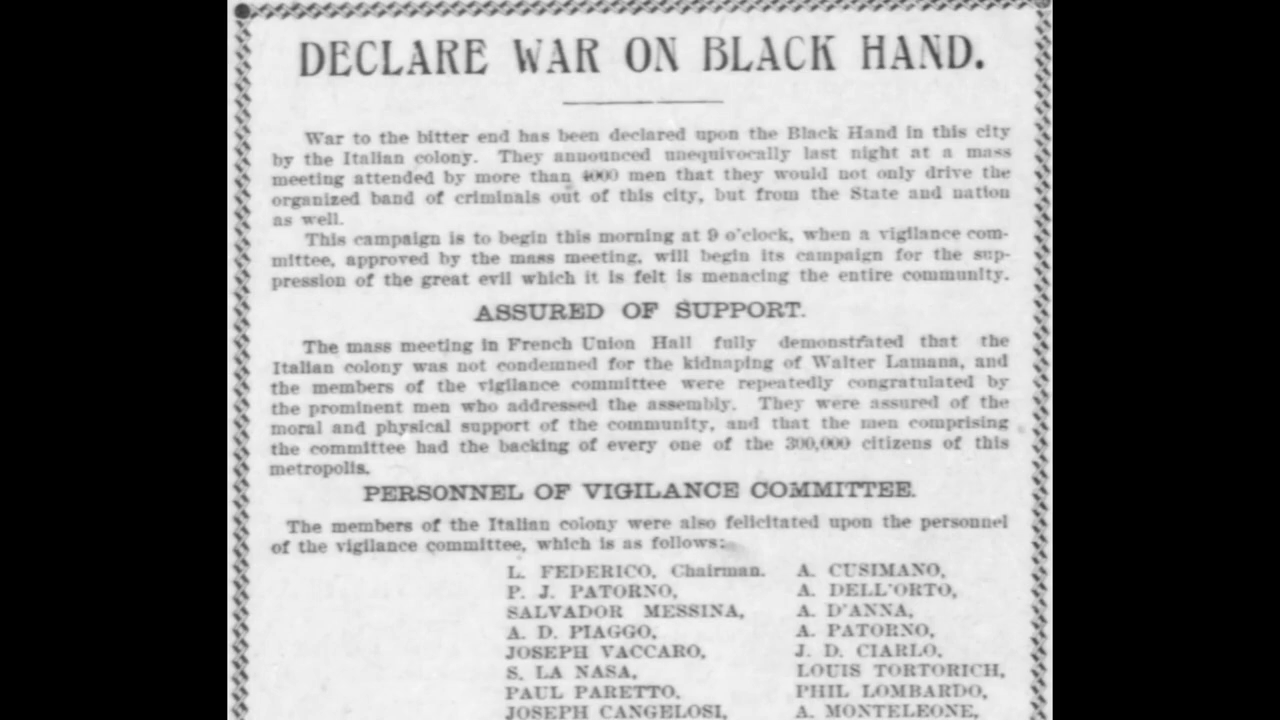 DECLARE WAR ON BLACK HAND.
War to the bitter end has been declared upon the Black Hand in this city
by the Italian colony. They announced unequivocally last night at a mass
meeting attended by more than 4000 men that they would not only drive the
organized band of criminals out of this city, but from the State and nation
as well.
This campaign is to begin this morning at 9 o'clock, when a vigilance com-
mittee, approved by the mass meeting, will begin its campaign for the sup-
pression of the great evil which it is felt is menacing the entire community.
ASSURED OF SUPPORT.
The mass meeting in French Union Hall fully demonstrated that the
Italian colony was not condemned for the kidnaping of Walter Lamana, and
the members of the vigilance committee were repeatedly congratulated by
the prominent men who addressed the assembly. They were assured of the
moral and physical support of the community, and that the men comprising
the committee had the backing of every one of the 300,000 citizens of this
metropolis.
PERSONNEL OF VIGILANCE COMMITTEE.
The members of the Italian colony were also felicitated upon the personnel
of the vigilance committee, which is as follows:
L. FEDERICO, Chairman.
P. J. PATORNO,
SALVADOR MESSINA,
A. D. PIAGGO,
JOSEPH VACCARO,
S. LA NASA,
PAUL PARETTO,
JOSEPH CANGELOSI,
A. CUSIMANO,
A. DELL'ORTO,
A. D'ANNA,
A. PATORNO,
J. D. CIARLO,
LOUIS TORTORICH,
PHIL LOMBARDO,
A. MONTELEONE,